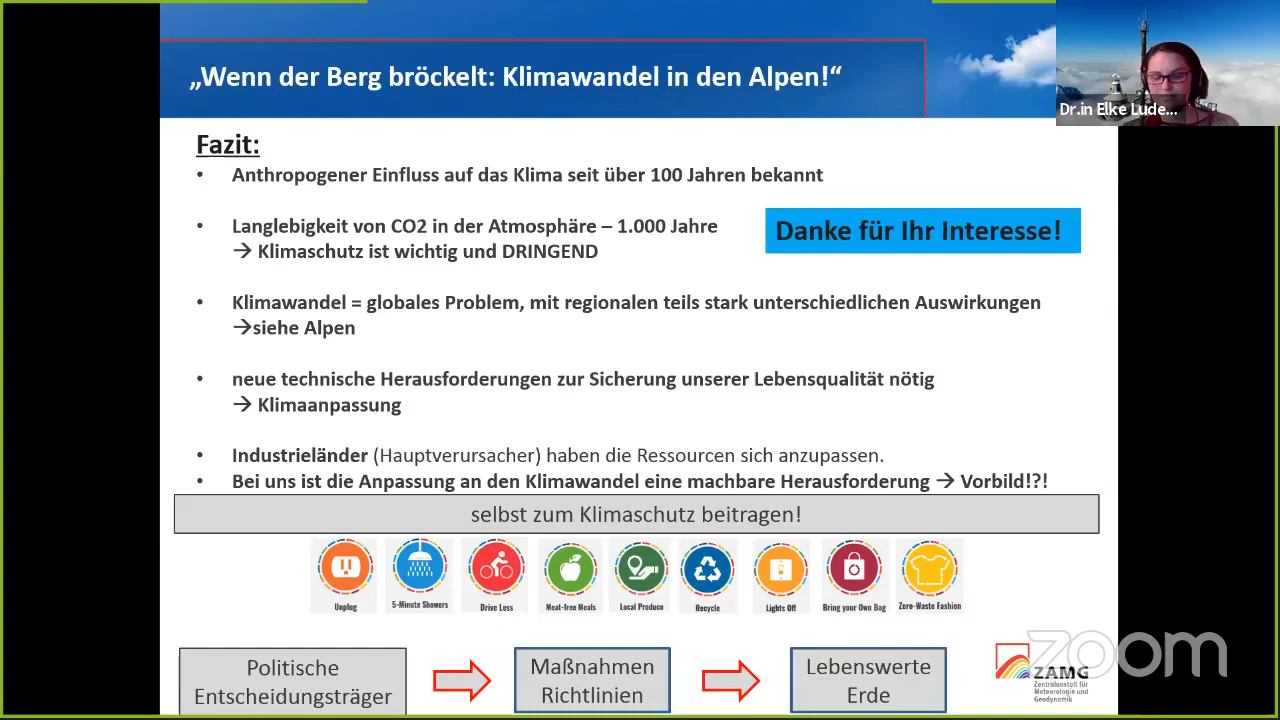 „Wenn der Berg bröckelt: Klimawandel in den Alpen!“
Dr.in Elke Lude...
Fazit:
• Anthropogener Einfluss auf das Klima seit über 100 Jahren bekannt
• Langlebigkeit von CO2 in der Atmosphäre – 1.000 Jahre
→ Klimaschutz ist wichtig und DRINGEND
Danke für Ihr Interesse!
• Klimawandel = globales Problem, mit regionalen teils stark unterschiedlichen Auswirkungen
→siehe Alpen
• neue technische Herausforderungen zur Sicherung unserer Lebensqualität nötig
→ Klimaanpassung
• Industrieländer (Hauptverursacher) haben die Ressourcen sich anzupassen.
• Bei uns ist die Anpassung an den Klimawandel eine machbare Herausforderung → Vorbild!?!
selbst zum Klimaschutz beitragen!
Unplug
5-Minute Showers
Drive Less
Meat-free Meals
Local Produce
Recycle
Lights Off
Bring your Own Bag
Zero-Waste Fashion
Politische
Entscheidungsträger
Maßnahmen
Richtlinien
Lebenswerte
Erde
ZAMG
Zentralanstalt für
Meteorologie und
Geodynamik
zoom